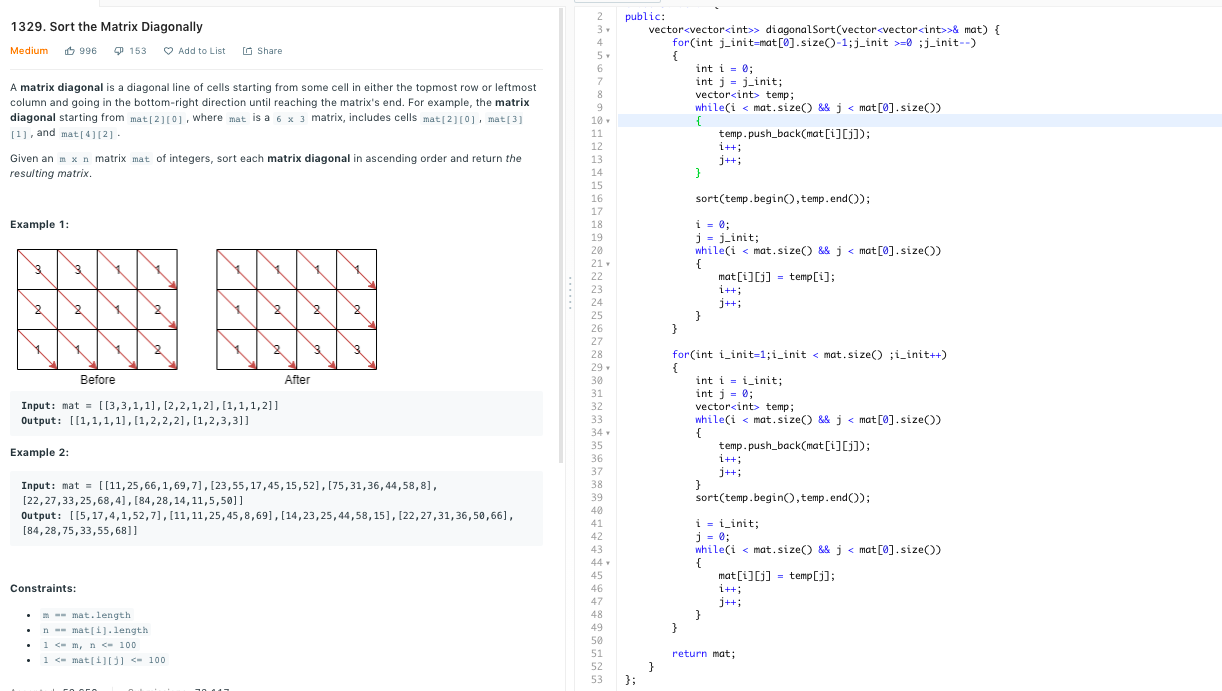 1329. Sort the Matrix Diagonally
Medium 996 153 Add to List Share
A matrix diagonal is a diagonal line of cells starting from some cell in either the topmost row or leftmost
column and going in the bottom-right direction until reaching the matrix's end. For example, the matrix
diagonal starting from mat[2][0] , where mat is a 6 x 3 matrix, includes cells mat[2][0] , mat[3]
[1] , and mat[4][2] .
Given an m x n matrix mat of integers, sort each matrix diagonal in ascending order and return the
resulting matrix.
Example 1:
3 3 1 1
2 2 1 2
1 1 1 2
Before
1 1 1 1
1 2 2 2
1 2 3 3
After
Input: mat = [[3,3,1,1],[2,2,1,2],[1,1,1,2]]
Output: [[1,1,1,1],[1,2,2,2],[1,2,3,3]]
Example 2:
Input: mat = [[11,25,66,1,69,7],[23,55,17,45,15,52],[75,31,36,44,58,8],
[22,27,33,25,68,4],[84,28,14,11,5,50]]
Output: [[5,17,4,1,52,7],[11,11,25,45,8,69],[14,23,25,44,58,15],[22,27,31,36,50,66],
[84,28,75,33,55,68]]
Constraints:
• m == mat.length
• n == mat[i].length
• 1 <= m, n <= 100
• 1 <= mat[i][j] <= 100
2 public:
3 vector<vector<int>> diagonalSort(vector<vector<int>>& mat) {
4 for(int j_init=mat[0].size()-1;j_init >=0 ;j_init--)
5 {
6 int i = 0;
7 int j = j_init;
8 vector<int> temp;
9 while(i < mat.size() && j < mat[0].size())
10 {
11 temp.push_back(mat[i][j]);
12 i++;
13 j++;
14 }
15
16 sort(temp.begin(),temp.end());
17
18 i = 0;
19 j = j_init;
20 while(i < mat.size() && j < mat[0].size())
21 {
22 mat[i][j] = temp[i];
23 i++;
24 j++;
25 }
26 }
27
28 for(int i_init=1;i_init < mat.size() ;i_init++)
29 {
30 int i = i_init;
31 int j = 0;
32 vector<int> temp;
33 while(i < mat.size() && j < mat[0].size())
34 {
35 temp.push_back(mat[i][j]);
36 i++;
37 j++;
38 }
39 sort(temp.begin(),temp.end());
40
41 i = i_init;
42 j = 0;
43 while(i < mat.size() && j < mat[0].size())
44 {
45 mat[i][j] = temp[j];
46 i++;
47 j++;
48 }
49 }
50
51 return mat;
52 }
53 };